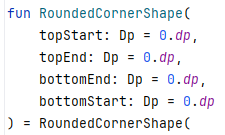 fun RoundedCornerShape(
    topStart: Dp = 0.dp,
    topEnd: Dp = 0.dp,
    bottomEnd: Dp = 0.dp,
    bottomStart: Dp = 0.dp
) = RoundedCornerShape(